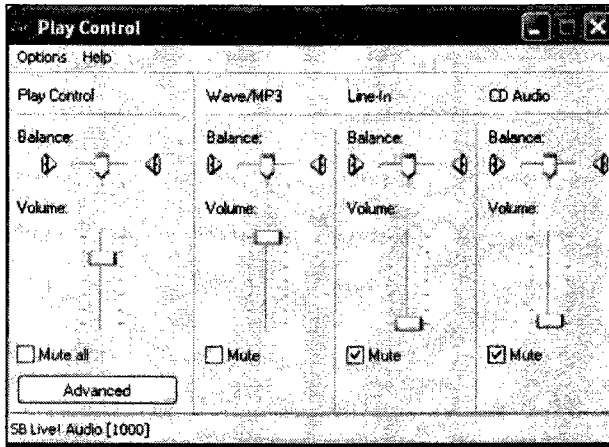 Play Control
Options Help
Play Control Wave/MP3 Line-In CD Audio
Balance: Balance: Balance: Balance:
Volume: Volume: Volume: Volume:
Mute all Mute Mute Mute
Advanced
SB Live! Audio [1000]